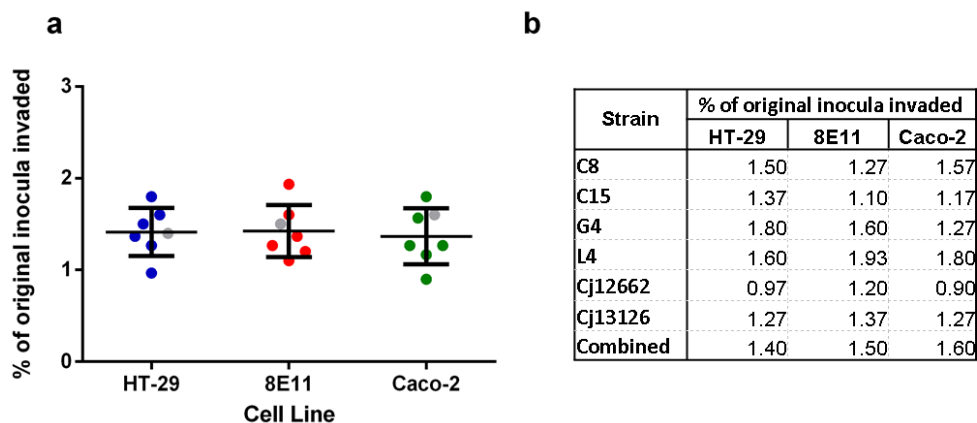 a
% of original inocula invaded
3
2
1
0
HT-29 8E11 Caco-2
Cell Line
b
Strain % of original inocula invaded
HT-29 8E11 Caco-2
C8 1.50 1.27 1.57
C15 1.37 1.10 1.17
G4 1.80 1.60 1.27
L4 1.60 1.93 1.80
Cj12662 0.97 1.20 0.90
Cj13126 1.27 1.37 1.27
Combined 1.40 1.50 1.60